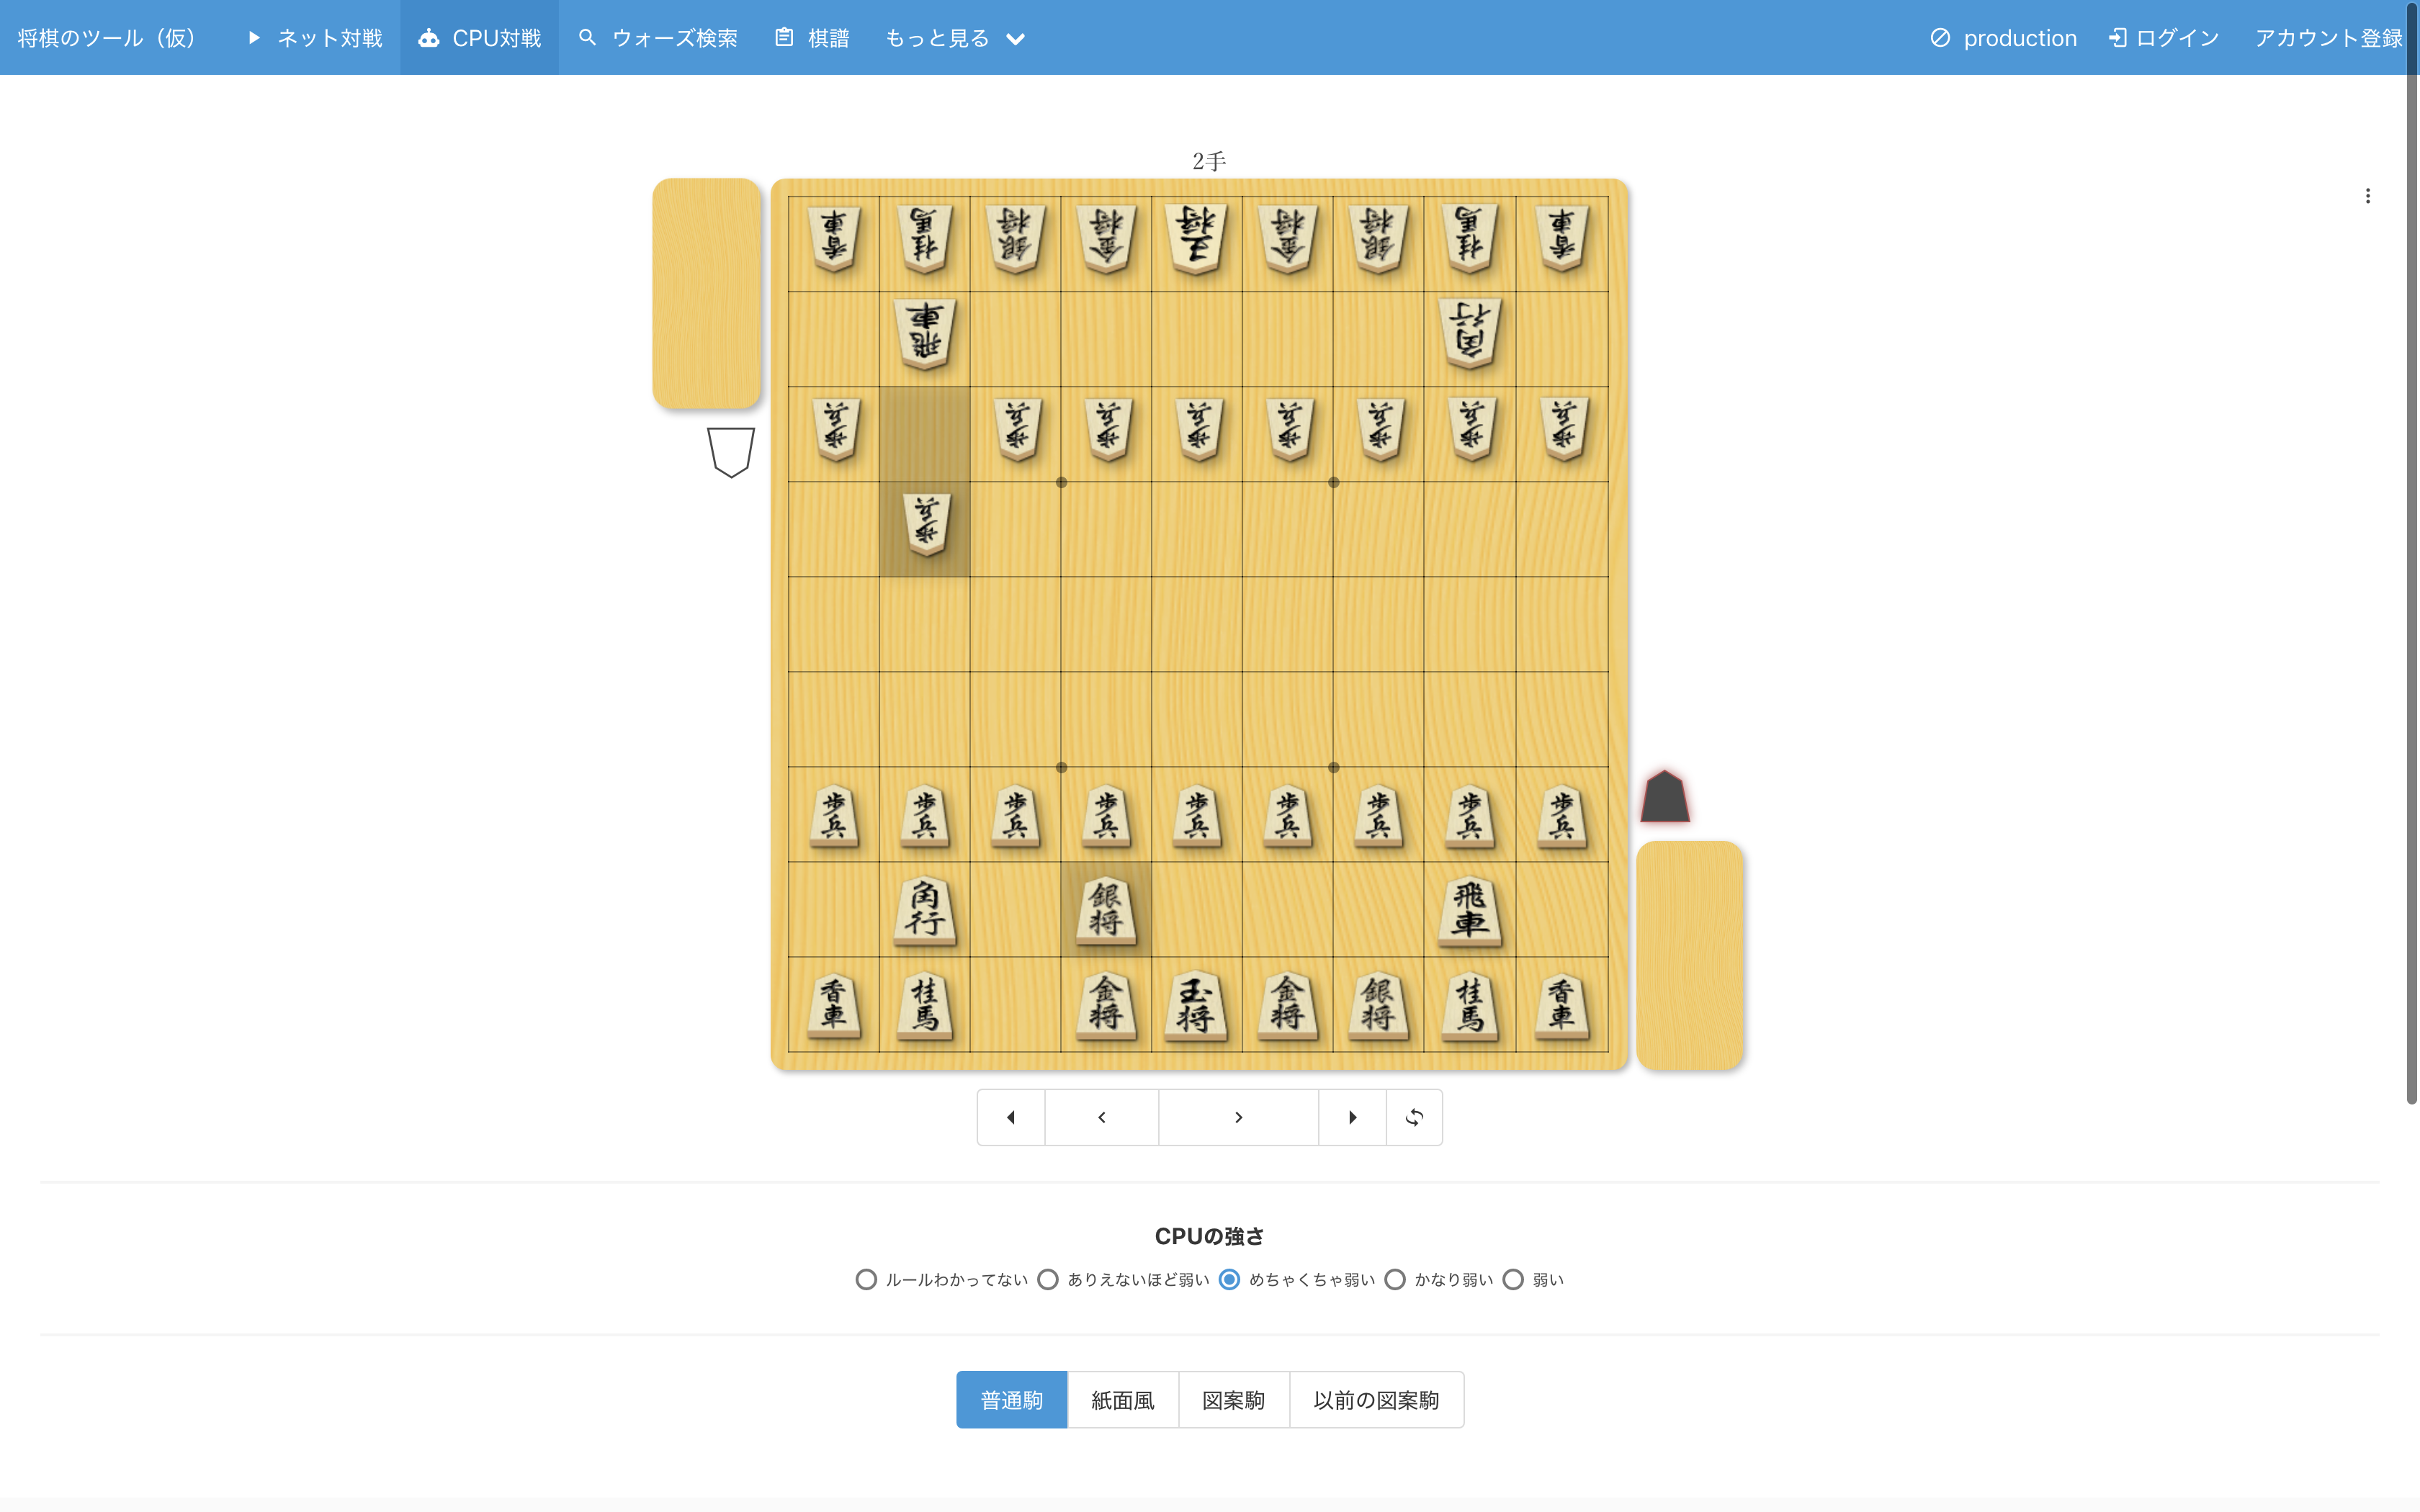 将棋のツール（仮） ネット対戦 CPU対戦 ウォーズ検索 棋譜 もっと見る production ログイン アカウント登録
2手
香車 桂馬 銀将 金将 王将 金将 銀将 桂馬 香車
飛車 角行
歩兵 歩兵 歩兵 歩兵 歩兵 歩兵 歩兵 歩兵
歩兵
歩兵 歩兵 歩兵 歩兵 歩兵 歩兵 歩兵 歩兵 歩兵
角行 銀将 飛車
香車 桂馬 金将 玉将 金将 銀将 桂馬 香車
CPUの強さ
ルールわかってない ありえないほど弱い めちゃくちゃ弱い かなり弱い 弱い
普通駒 紙面風 図案駒 以前の図案駒